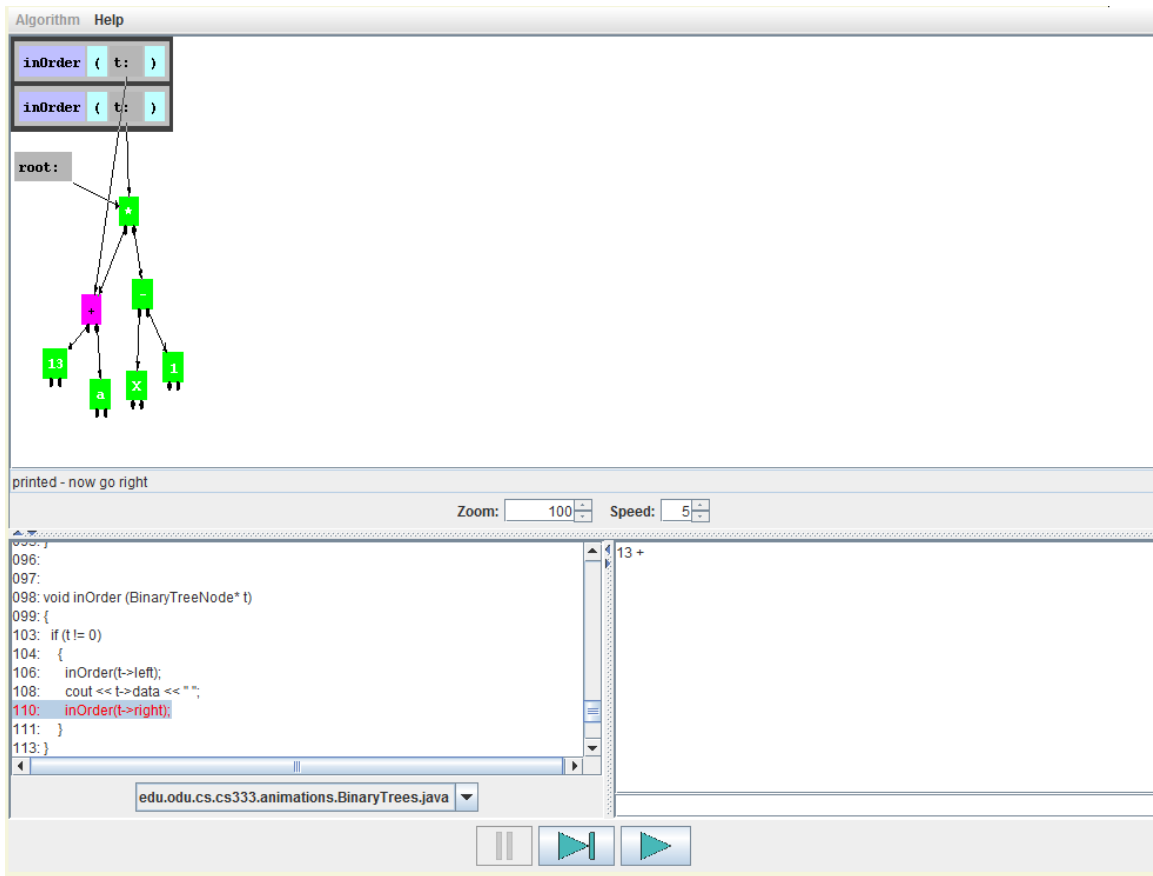 Algorithm Help
inOrder ( t: )
inOrder ( t: )
root:
*
-
+
13
1
X
a
printed - now go right
Zoom: 100 Speed: 5
095: }
096:
097:
098: void inOrder (BinaryTreeNode* t)
099: {
103: if (t != 0)
104: {
106: inOrder(t->left);
108: cout << t->data << " ";
110: inOrder(t->right);
111: }
113: }
13 +
edu.odu.cs.cs333.animations.BinaryTrees.java